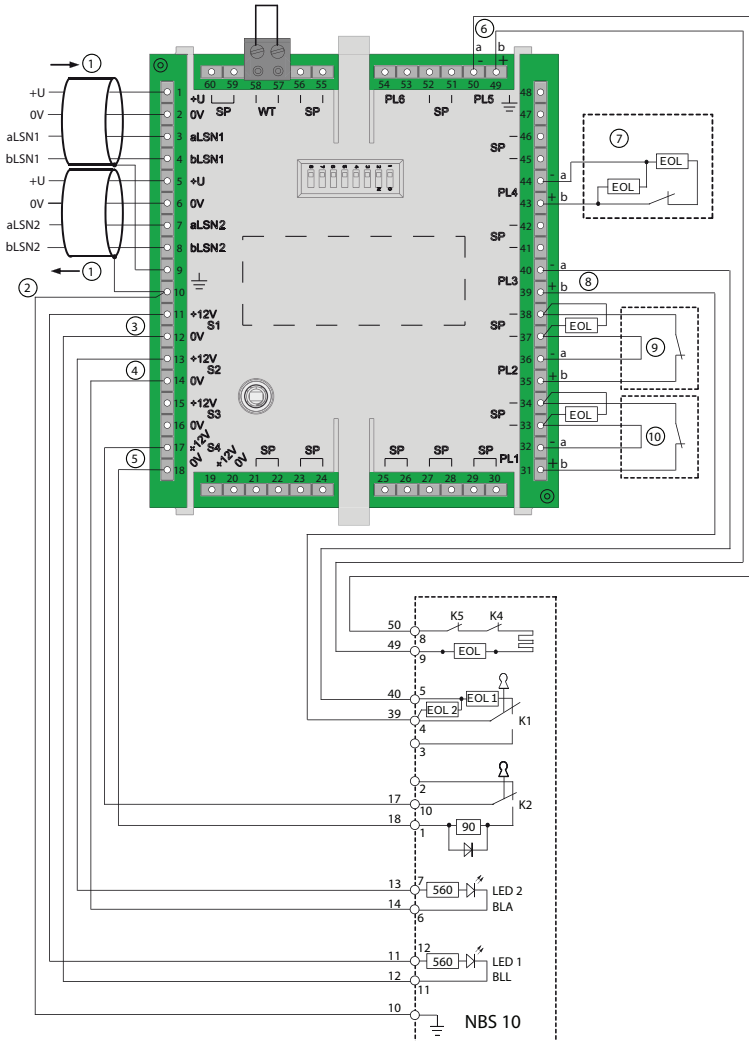 6
a b
- +
1
+U
0V
aLSN1
bLSN1
+U
0V
aLSN2
bLSN2
1
2
3
4
5
60 59 58 57 56 55
SP WT SP
54 53 52 51 50 49
PL6 SP PL5
1 +U
2 0V
3 aLSN1
4 bLSN1
5 +U
6 0V
7 aLSN2
8 bLSN2
9
10
11 +12V
S1
12 0V
13 +12V
S2
14 0V
15 +12V
S3
16 0V
17 +12V
S4
18 0V
+12V
0V
SP SP
19 20 21 22 23 24
SP SP SP
25 26 27 28 29 30
48
47
46
SP
45
44 - a
PL4
43 + b
42
SP
41
40 - a
PL3
39 + b
38
SP
37
36 - a
PL2
35 + b
34
SP
33
32 - a
PL1
31 + b
7
EOL
EOL
8
EOL
9
EOL
10
K5 K4
50 8
49 9
EOL
40 5
EOL 1
39 4
EOL 2
K1
3
2
17 10
K2
18 1
90
13 7
560
LED 2
14 6
BLA
11 12
560
LED 1
12 11
BLL
10
NBS 10